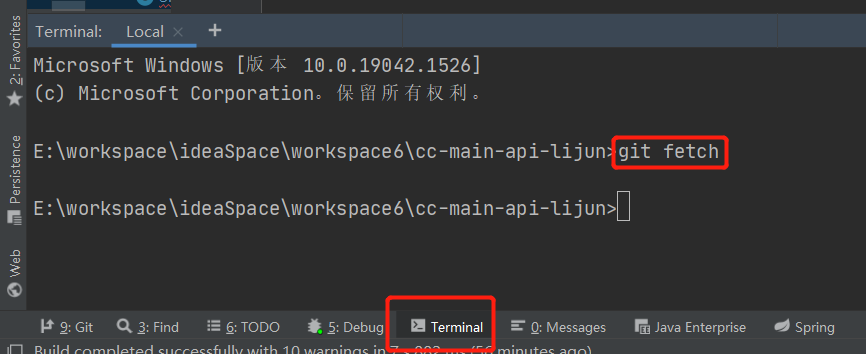 2: Favorites
Persistence
Web
Terminal:
Local
Microsoft Windows [版本 10.0.19042.1526]
(c) Microsoft Corporation。保留所有权利。
E:\workspace\ideaSpace\workspace6\cc-main-api-lijun>git fetch
E:\workspace\ideaSpace\workspace6\cc-main-api-lijun>
9: Git
3: Find
6: TODO
5: Debug
Terminal
0: Messages
Java Enterprise
Spring
Build completed successfully with 10 warnings in 7 s 892 ms (56 minutes ago)